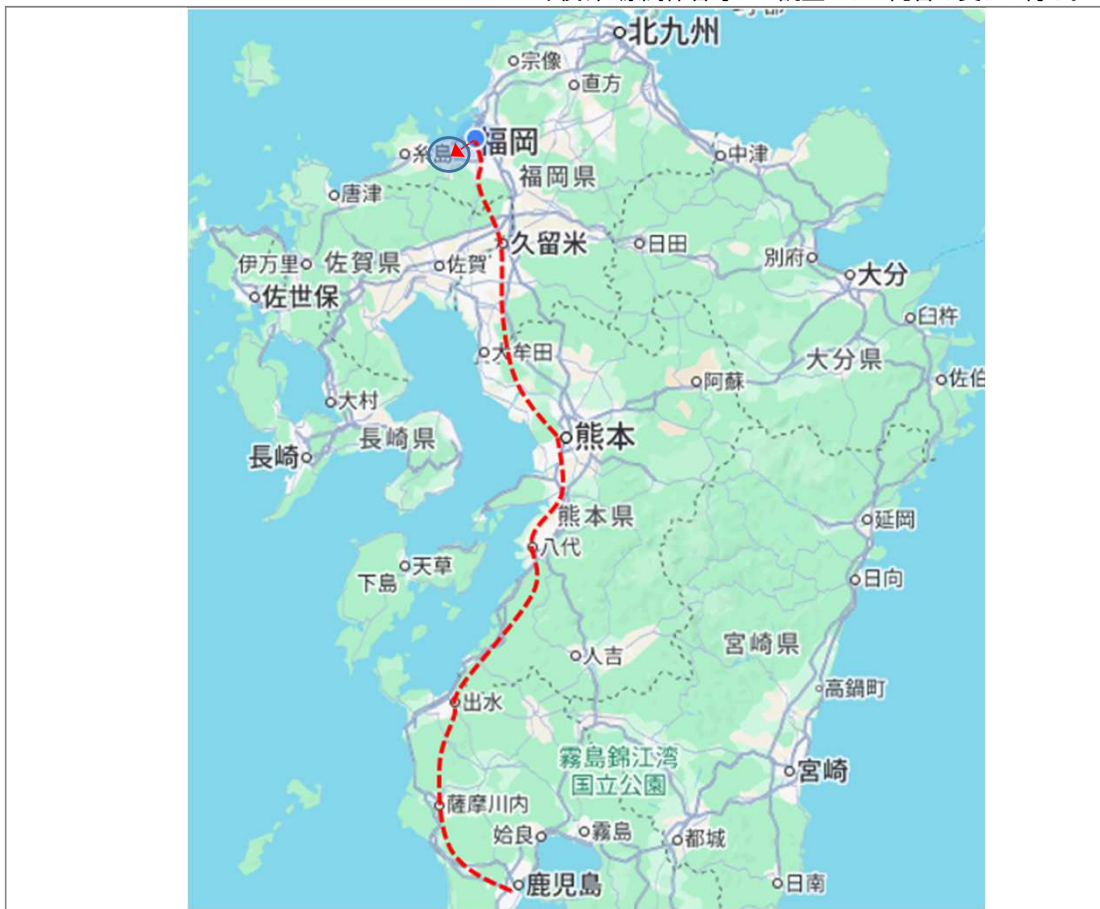 北九州
宗像
直方
福岡
糸島
中津
福岡県
唐津
久留米
日田
別府
伊万里
佐賀県
佐賀
大分
佐世保
臼杵
大牟田
大分県
阿蘇
佐伯
大村
長崎県
熊本
長崎
熊本県
延岡
八代
天草
下島
日向
宮崎県
人吉
高鍋町
出水
霧島錦江湾
国立公園
宮崎
薩摩川内
姶良
霧島
都城
鹿児島
日南